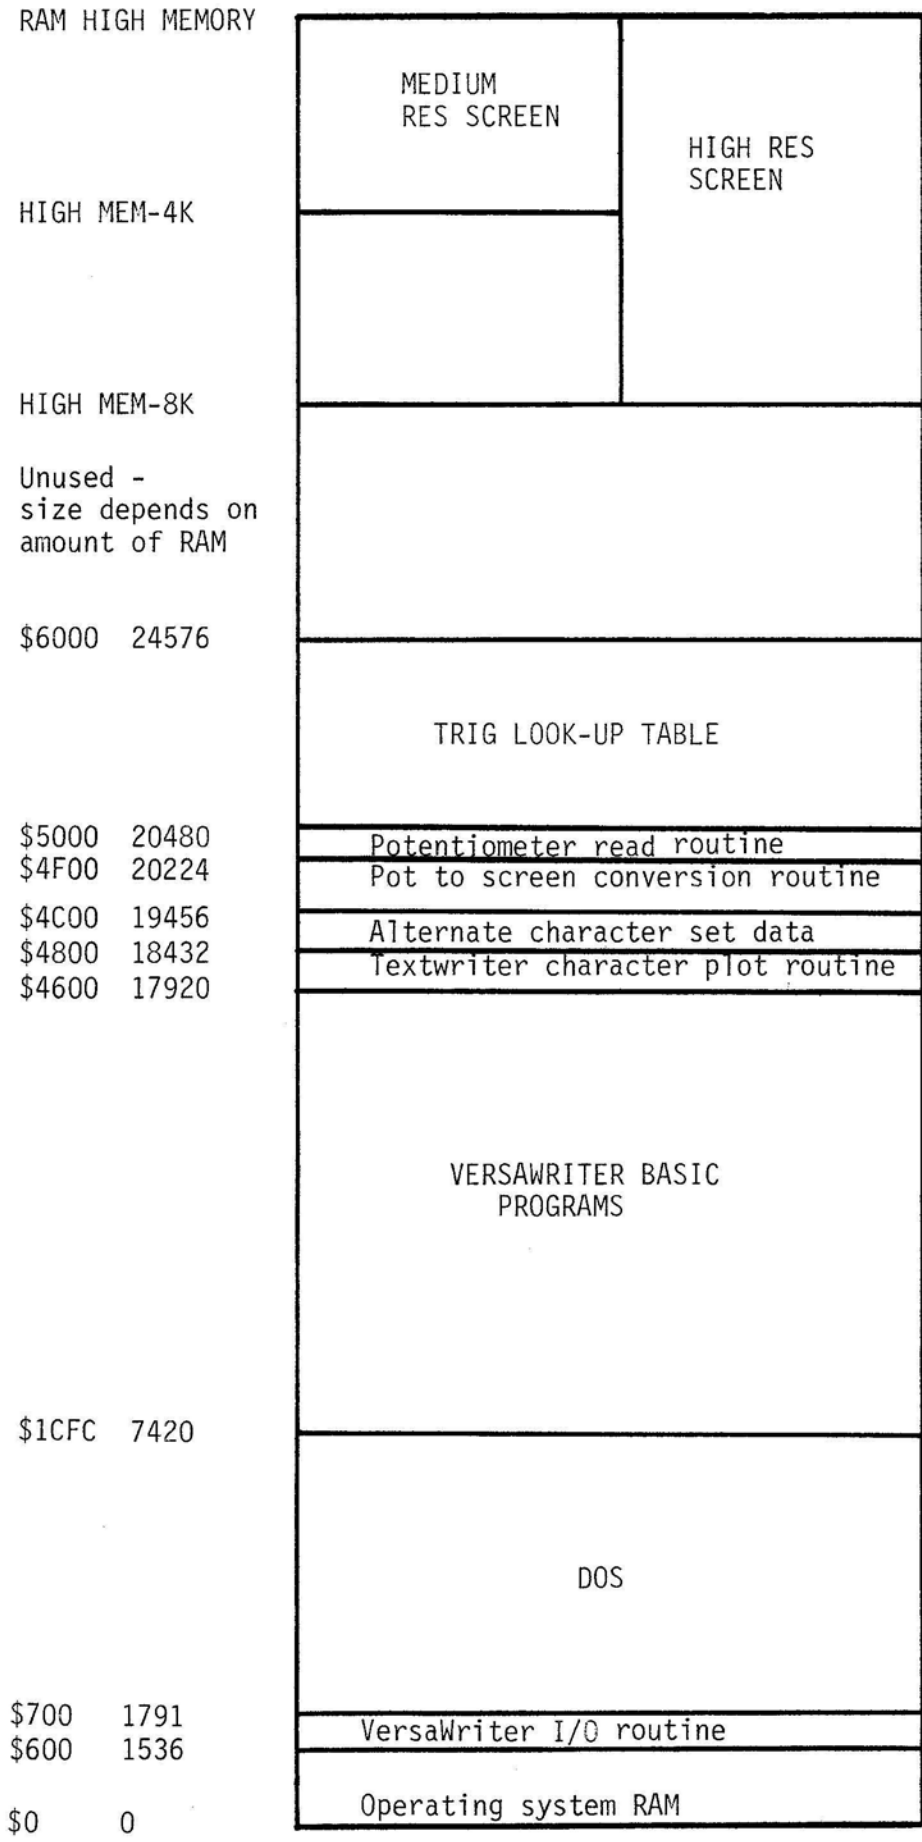 RAM HIGH MEMORY
MEDIUM
RES SCREEN
HIGH RES
SCREEN
HIGH MEM-4K
HIGH MEM-8K
Unused -
size depends on
amount of RAM
$6000 24576
TRIG LOOK-UP TABLE
$5000 20480
Potentiometer read routine
$4F00 20224
Pot to screen conversion routine
$4C00 19456
Alternate character set data
$4800 18432
Textwriter character plot routine
$4600 17920
VERSAWRITER BASIC
PROGRAMS
$1CFC 7420
DOS
$700 1791
VersaWriter I/O routine
$600 1536
Operating system RAM
$0 0